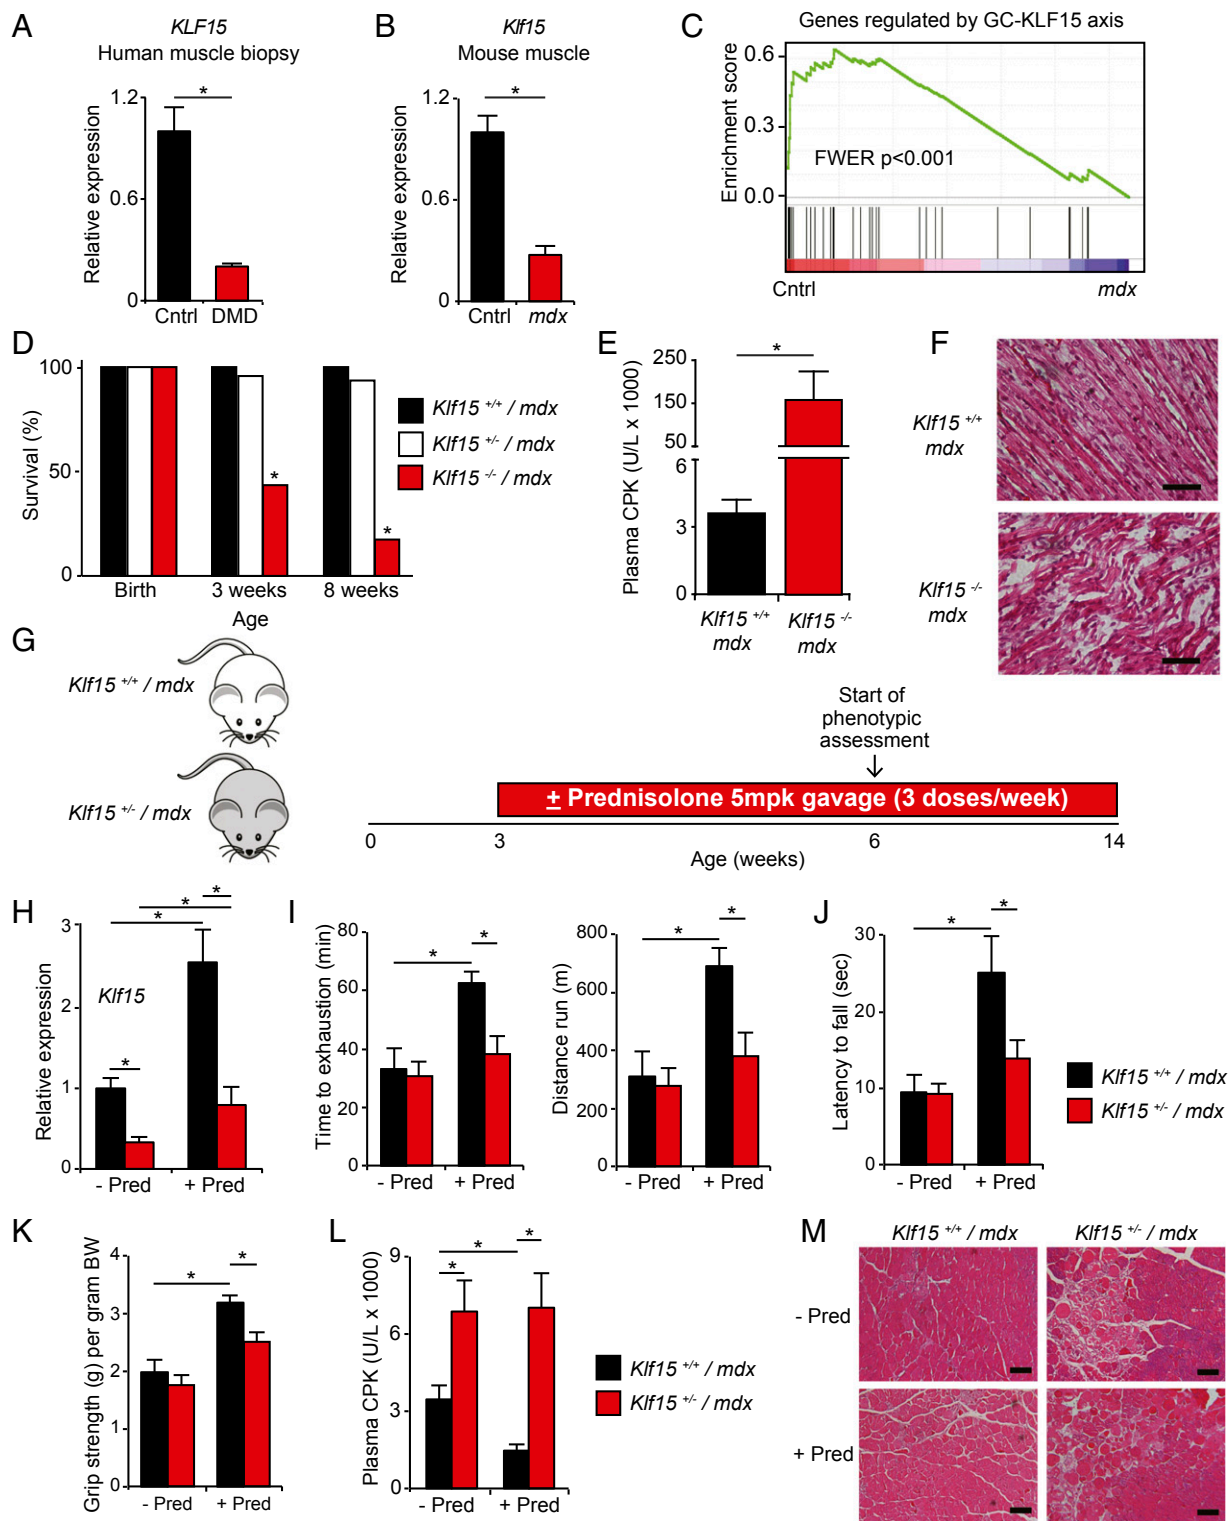 A
KLF15
Human muscle biopsy
Relative expression
1.2
0.6
0
*
Cntrl DMD
B
Klf15
Mouse muscle
Relative expression
1.2
0.6
0
*
Cntrl mdx
C
Genes regulated by GC-KLF15 axis
Enrichment score
0.6
0.3
0.0
FWER p<0.001
Cntrl mdx
D
Survival (%)
100
50
0
*
*
Birth 3 weeks 8 weeks
Age
Klf15 +/+ / mdx
Klf15 +/- / mdx
Klf15 -/- / mdx
E
Plasma CPK (U/L x 1000)
250
150
50
6
3
0
*
Klf15 +/+ mdx
Klf15 -/- mdx
F
Klf15 +/+
mdx
Klf15 -/-
mdx
G
Klf15 +/+ / mdx
Klf15 +/- / mdx
Start of
phenotypic
assessment
± Prednisolone 5mpk gavage (3 doses/week)
0 3 6 14
Age (weeks)
H
Relative expression
3
2
1
0
Klf15
*
*
*
*
- Pred + Pred
I
Time to exhaustion (min)
80
60
40
20
0
*
*
- Pred + Pred
Distance run (m)
800
600
400
200
0
*
*
- Pred + Pred
J
Latency to fall (sec)
30
20
10
0
*
*
- Pred + Pred
Klf15 +/+ / mdx
Klf15 +/- / mdx
K
Grip strength (g) per gram BW
4
3
2
1
0
*
*
- Pred + Pred
L
Plasma CPK (U/L x 1000)
9
6
3
0
*
*
*
- Pred + Pred
Klf15 +/+ / mdx
Klf15 +/- / mdx
M
Klf15 +/+ / mdx Klf15 +/- / mdx
- Pred
+ Pred